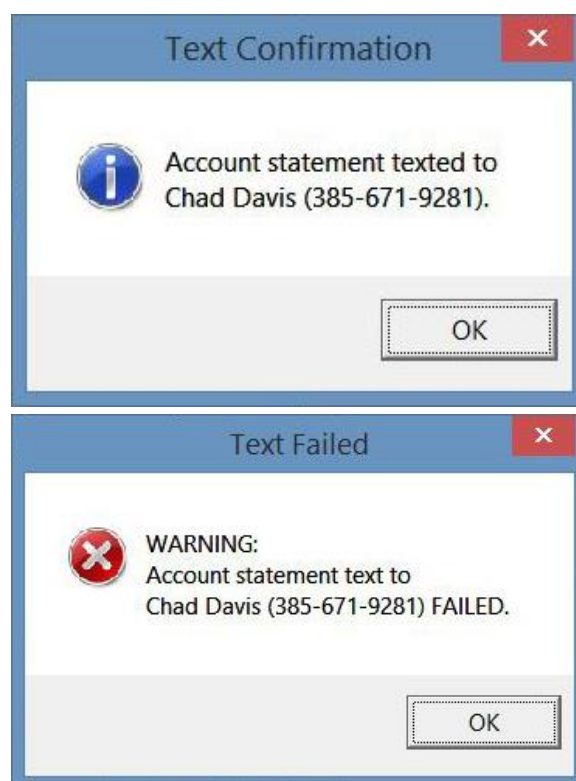 Text Confirmation
Account statement texted to
Chad Davis (385-671-9281).
OK
Text Failed
WARNING:
Account statement text to
Chad Davis (385-671-9281) FAILED.
OK